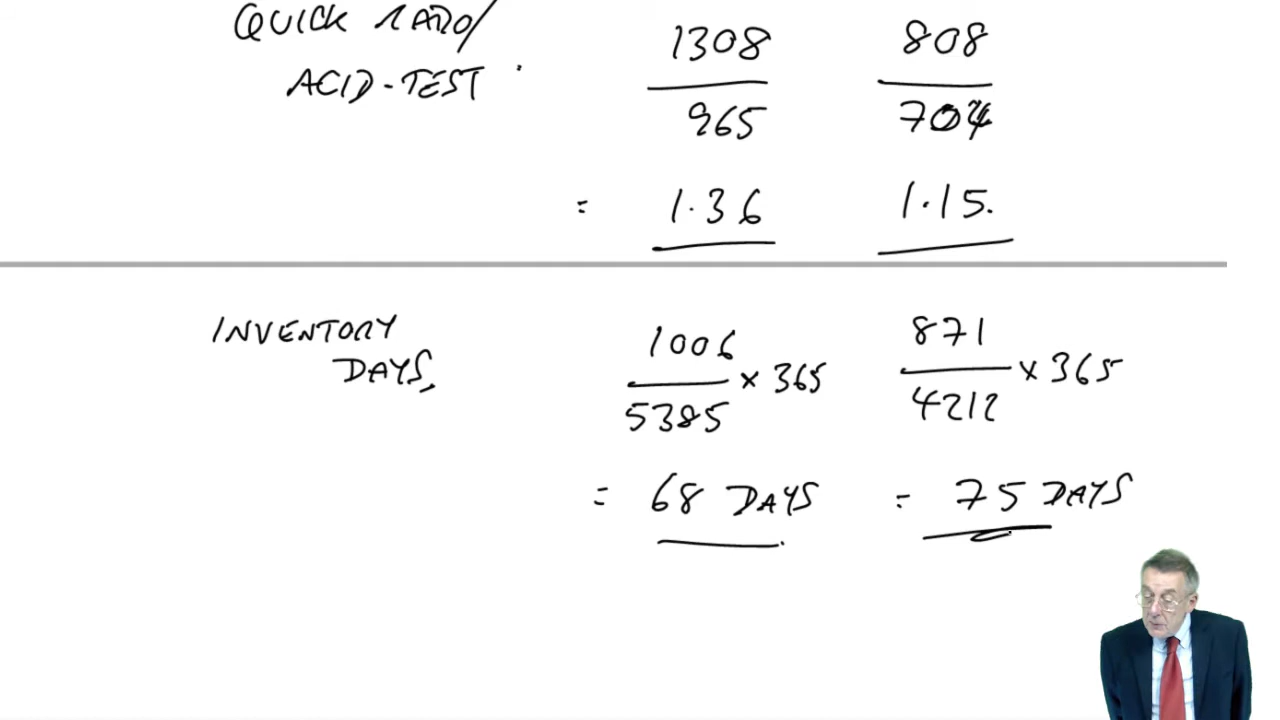 QUICK RATIO/
ACID-TEST
1308 808
965 704
= 1.36 1.15.
INVENTORY
DAYS,
1006 × 365 871 × 365
5385 4212
= 68 DAYS = 75 DAYS